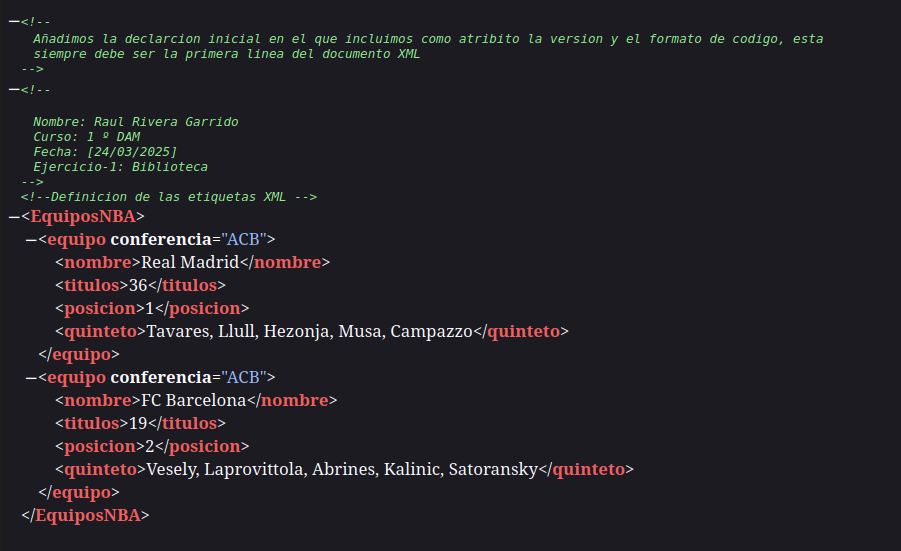 −<!--
Añadimos la declarcion inicial en el que incluimos como atribito la version y el formato de codigo, esta
siempre debe ser la primera linea del documento XML
-->
−<!--
Nombre: Raul Rivera Garrido
Curso: 1 º DAM
Fecha: [24/03/2025]
Ejercicio-1: Biblioteca
-->
<!--Definicion de las etiquetas XML -->
−<EquiposNBA>
−<equipo conferencia="ACB">
<nombre>Real Madrid</nombre>
<titulos>36</titulos>
<posicion>1</posicion>
<quinteto>Tavares, Llull, Hezonja, Musa, Campazzo</quinteto>
</equipo>
−<equipo conferencia="ACB">
<nombre>FC Barcelona</nombre>
<titulos>19</titulos>
<posicion>2</posicion>
<quinteto>Vesely, Laprovittola, Abrines, Kalinic, Satoransky</quinteto>
</equipo>
</EquiposNBA>